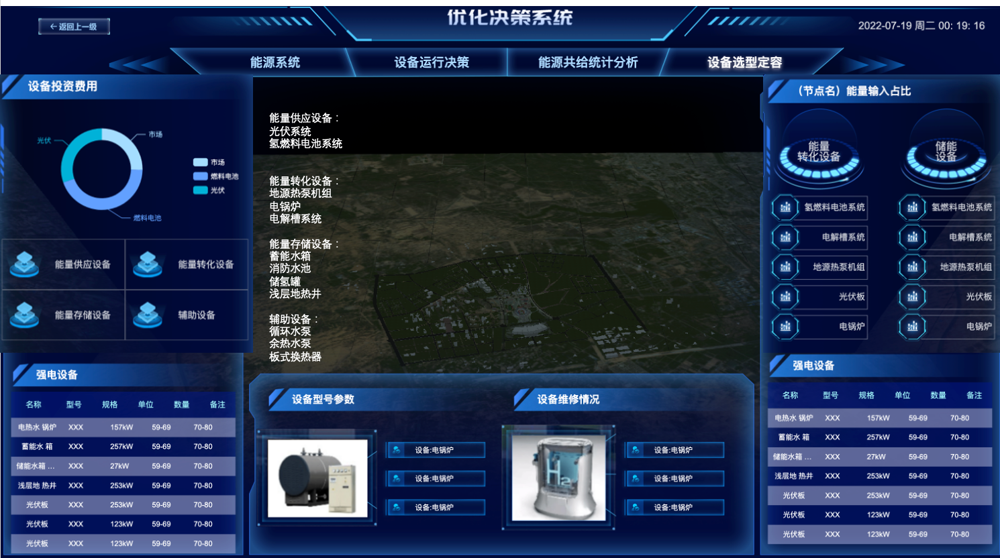 优化决策系统
返回上一级
2022-07-19 周二 00: 19: 16
能源系统
设备运行决策
能源共给统计分析
设备选型定容
设备投资费用
市场
光伏
燃料电池
市场
燃料电池
光伏
能量供应设备
能量转化设备
能量存储设备
辅助设备
能量供应设备：
光伏系统
氢燃料电池系统
能量转化设备：
地源热泵机组
电锅炉
电解槽系统
能量存储设备：
蓄能水箱
消防水池
储氢罐
浅层地热井
辅助设备：
循环水泵
余热水泵
板式换热器
（节点名）能量输入占比
能量
转化设备
储能
设备
氢燃料电池系统
氢燃料电池系统
电解槽系统
电解槽系统
地源热泵机组
地源热泵机组
光伏板
光伏板
电锅炉
电锅炉
强电设备
名称 型号 规格 单位 数量 备注
电热水 锅炉 XXX 157kW 59-69 70-80
蓄能水 箱 XXX 257kW 59-69 70-80
储能水箱 ... XXX 27kW 59-69 70-80
浅层地 热井 XXX 253kW 59-69 70-80
光伏板 XXX 253kW 59-69 70-80
光伏板 XXX 123kW 59-69 70-80
光伏板 XXX 123kW 59-69 70-80
设备型号参数
设备:电锅炉
设备:电锅炉
设备:电锅炉
设备维修情况
H2
设备:电锅炉
设备:电锅炉
设备:电锅炉
强电设备
名称 型号 规格 单位 数量 备注
电热水 锅炉 XXX 157kW 59-69 70-80
蓄能水 箱 XXX 257kW 59-69 70-80
储能水箱 ... XXX 27kW 59-69 70-80
浅层地 热井 XXX 253kW 59-69 70-80
光伏板 XXX 253kW 59-69 70-80
光伏板 XXX 123kW 59-69 70-80
光伏板 XXX 123kW 59-69 70-80